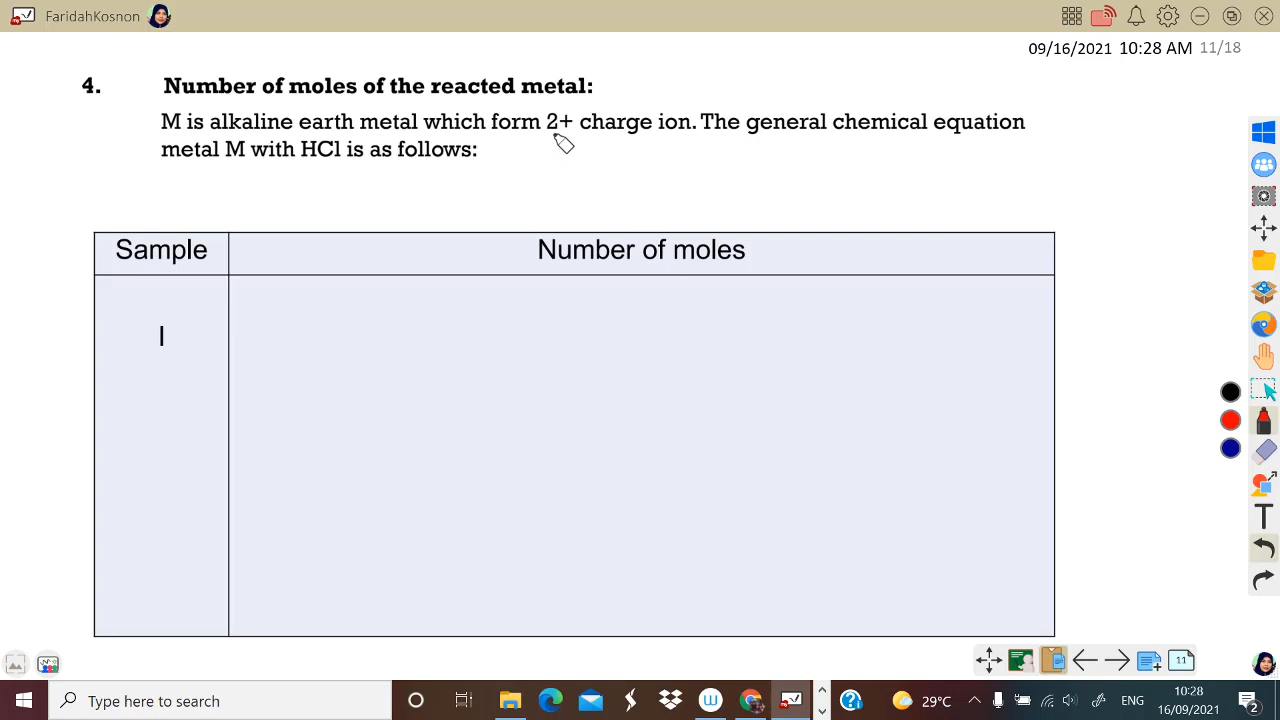 FaridahKosnon
09/16/2021 10:28 AM 11/18
4. Number of moles of the reacted metal:
M is alkaline earth metal which form 2+ charge ion. The general chemical equation
metal M with HCl is as follows:
Sample Number of moles
I
11
Type here to search
29°C
ENG
10:28
16/09/2021
2